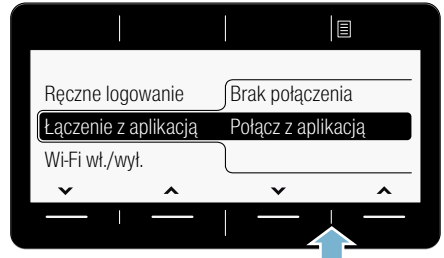 Ręczne logowanie Brak połączenia
Łączenie z aplikacją Połącz z aplikacją
Wi-Fi wł./wył.